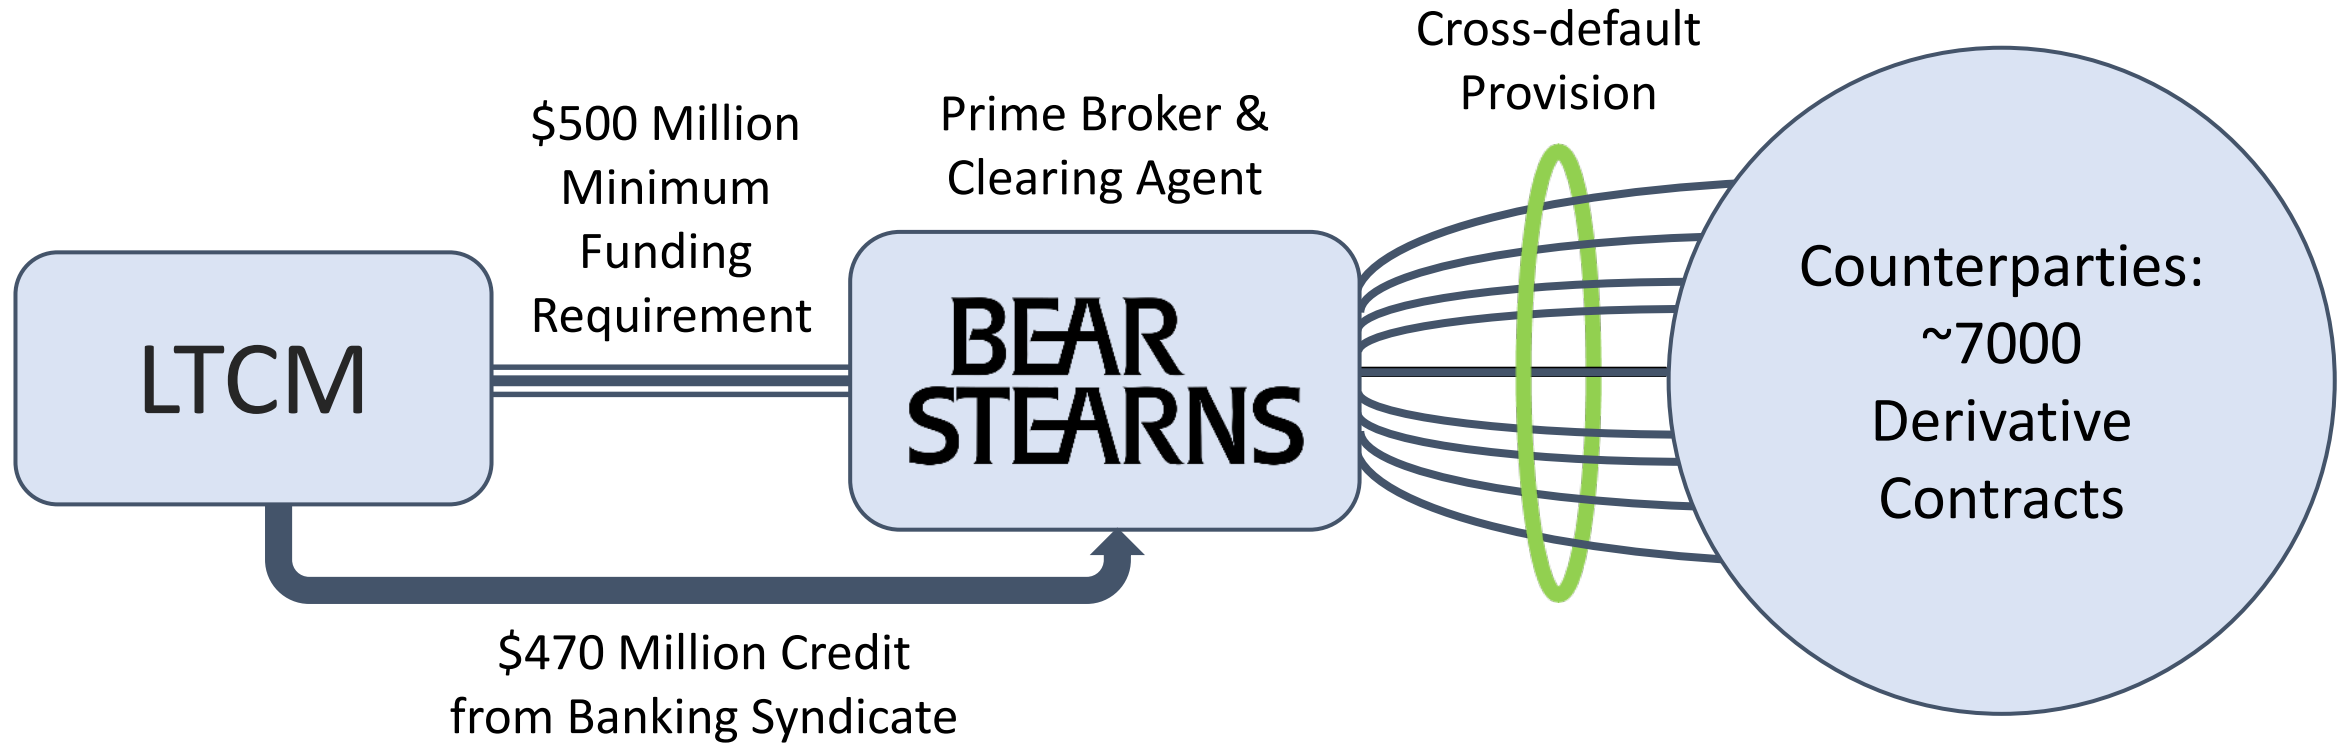 LTCM
$500 Million
Minimum
Funding
Requirement
Prime Broker &
Clearing Agent
BEAR
STEARNS
Cross-default
Provision
Counterparties:
~7000
Derivative
Contracts
$470 Million Credit
from Banking Syndicate